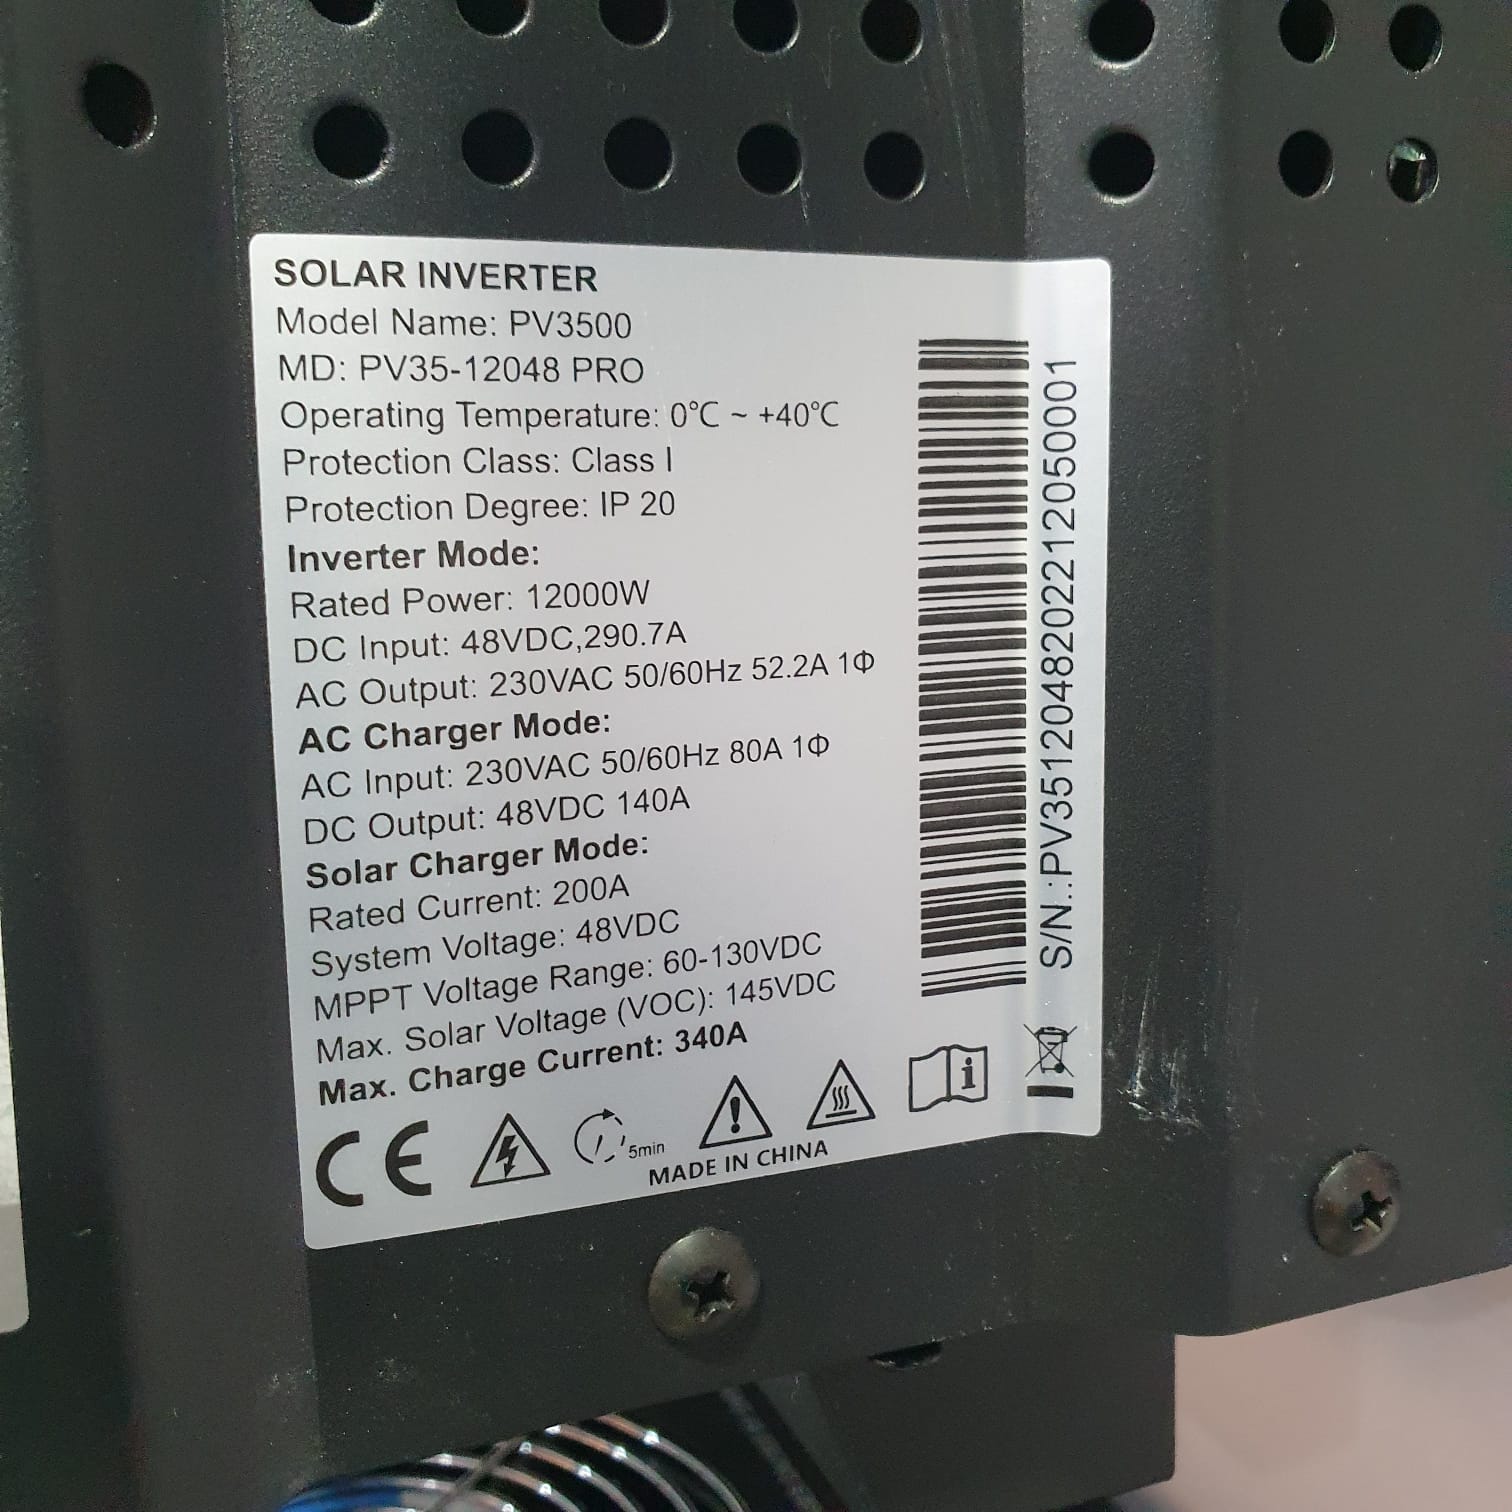 SOLAR INVERTER
Model Name: PV3500
MD: PV35-12048 PRO
Operating Temperature: 0℃ ~ +40℃
Protection Class: Class I
Protection Degree: IP 20
Inverter Mode:
Rated Power: 12000W
DC Input: 48VDC,290.7A
AC Output: 230VAC 50/60Hz 52.2A 1Φ
AC Charger Mode:
AC Input: 230VAC 50/60Hz 80A 1Φ
DC Output: 48VDC 140A
Solar Charger Mode:
Rated Current: 200A
System Voltage: 48VDC
MPPT Voltage Range: 60-130VDC
Max. Solar Voltage (VOC): 145VDC
Max. Charge Current: 340A
CE
5min
MADE IN CHINA
S/N.:PV3512048202212050001